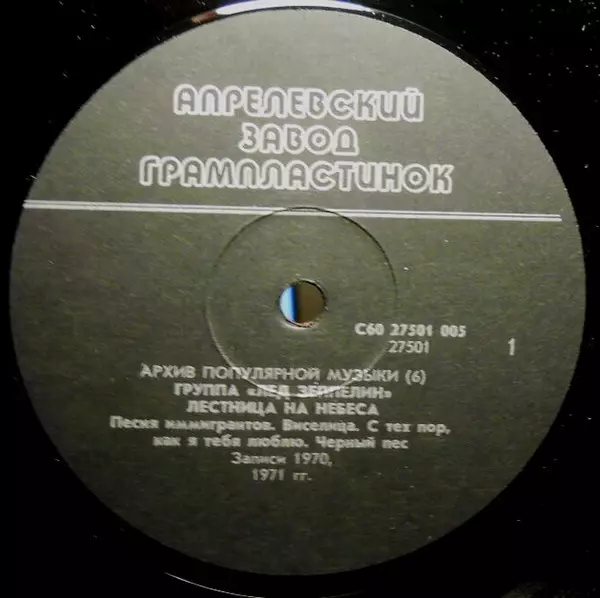 АПРЕЛЕВСКИЙ
ЗАВОД
ГРАМПЛАСТИНОК
С60 27501 005
27501
1
АРХИВ ПОПУЛЯРНОЙ МУЗЫКИ (6)
ГРУППА «ЛЕД ЗЕППЕЛИН»
ЛЕСТНИЦА НА НЕБЕСА
Песня иммигрантов. Виселица. С тех пор,
как я тебя люблю. Черный пес
Записи 1970,
1971 гг.